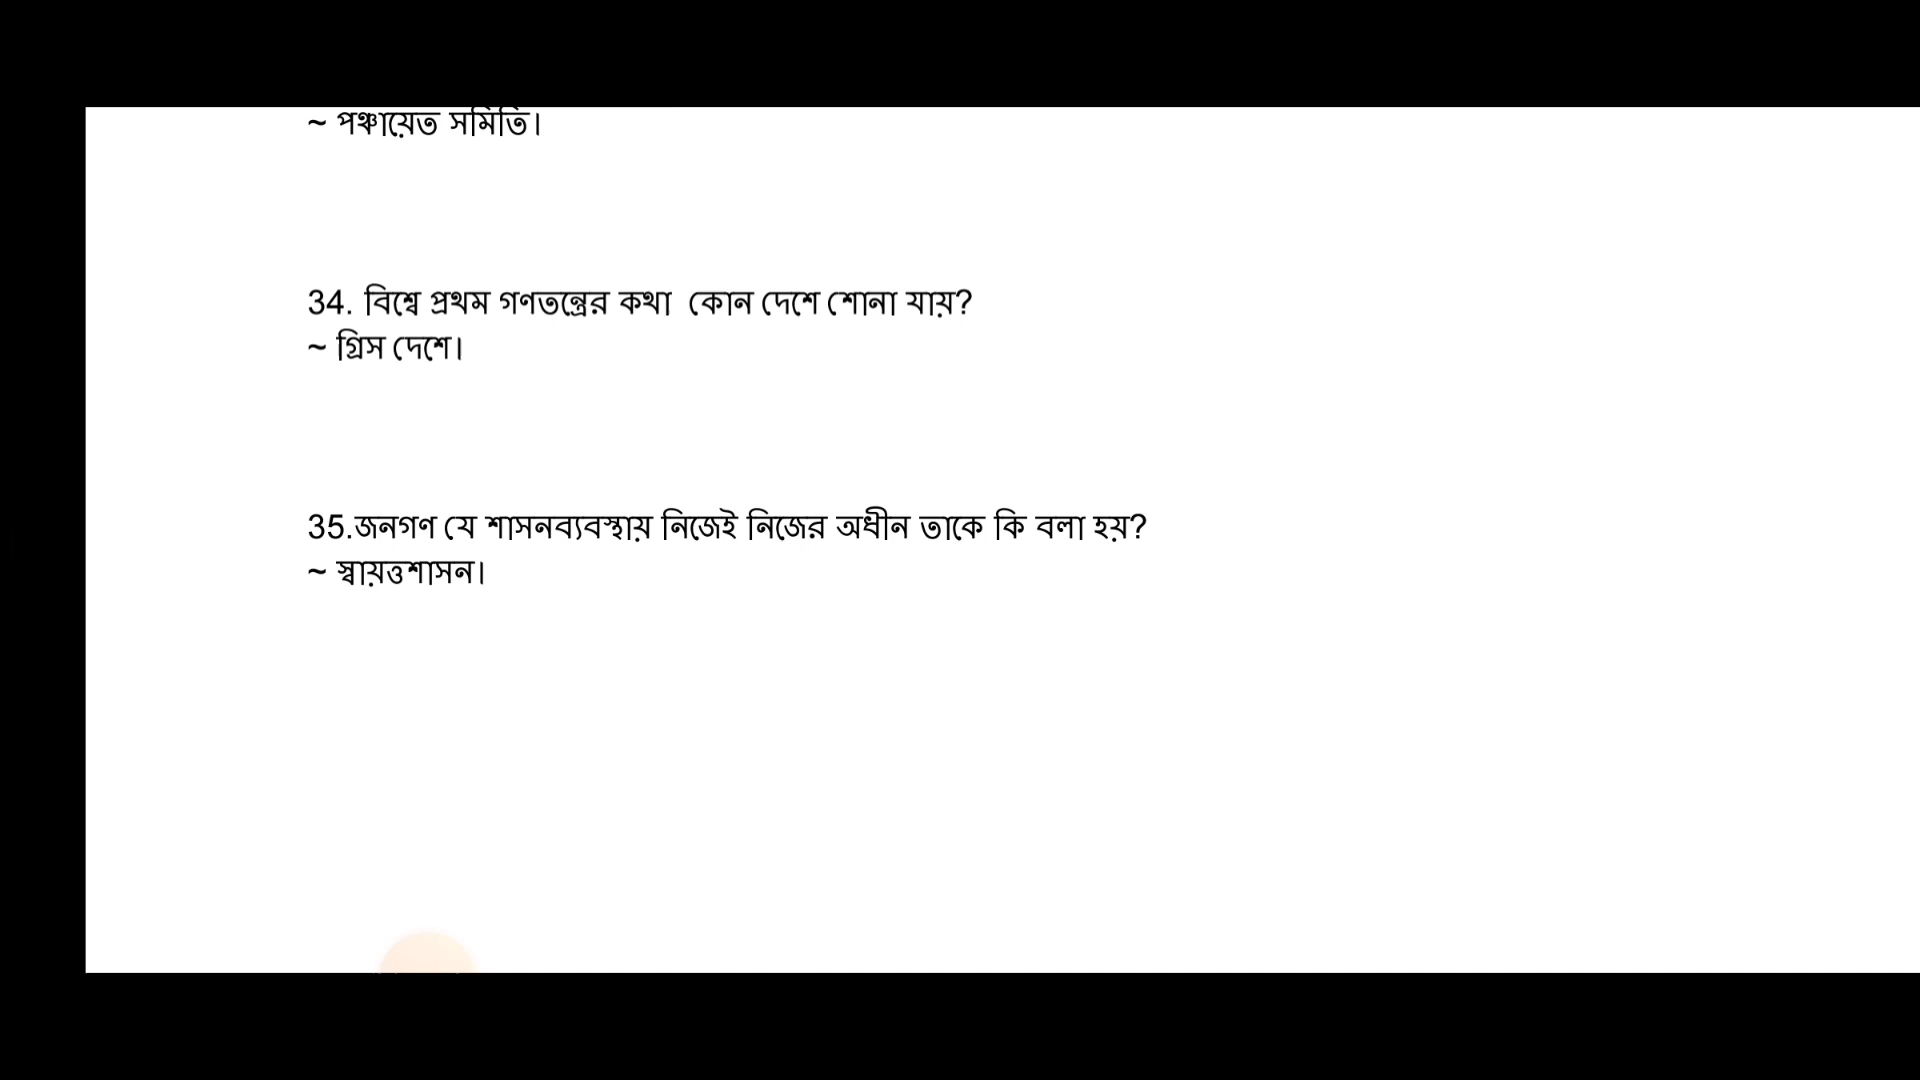 ~ পঞ্চায়েত সমিতি।
34. বিশ্বে প্রথম গণতন্ত্রের কথা  কোন দেশে শোনা যায়?
~ গ্রিস দেশে।
35.জনগণ যে শাসনব্যবস্থায় নিজেই নিজের অধীন তাকে কি বলা হয়?
~ স্বায়ত্তশাসন।